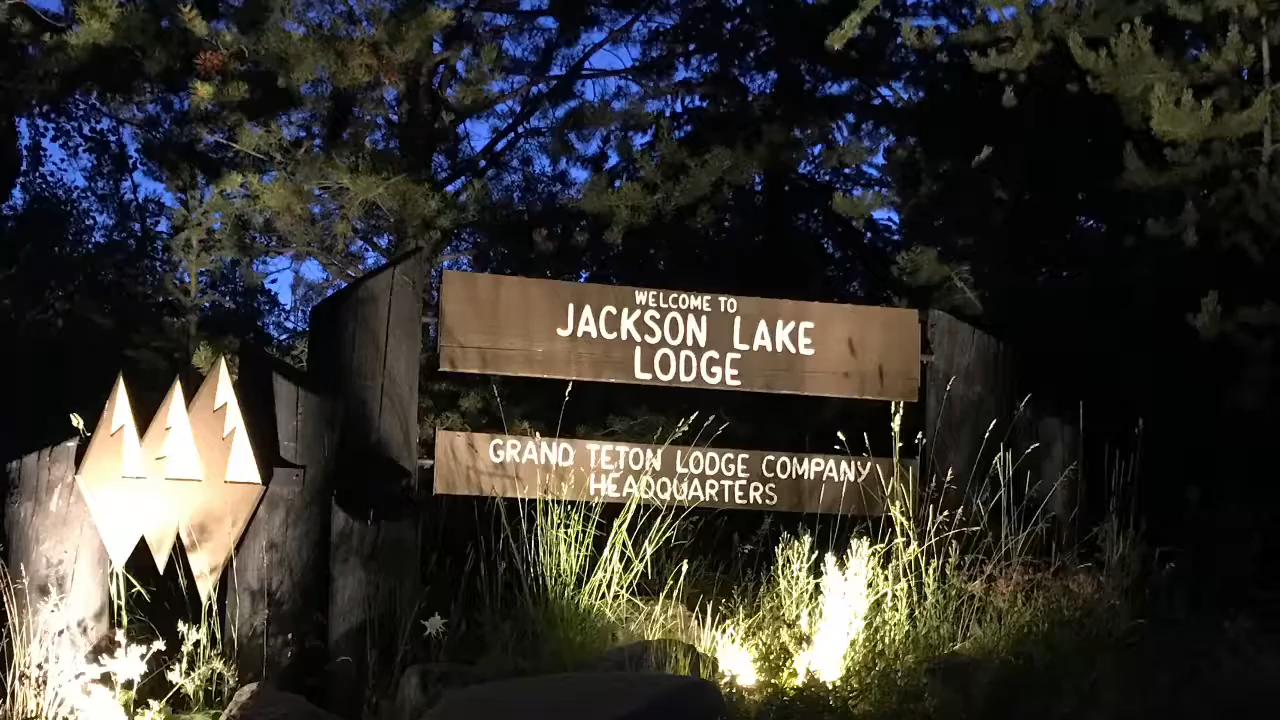 WELCOME TO
JACKSON LAKE
LODGE
GRAND TETON LODGE COMPANY
HEADQUARTERS